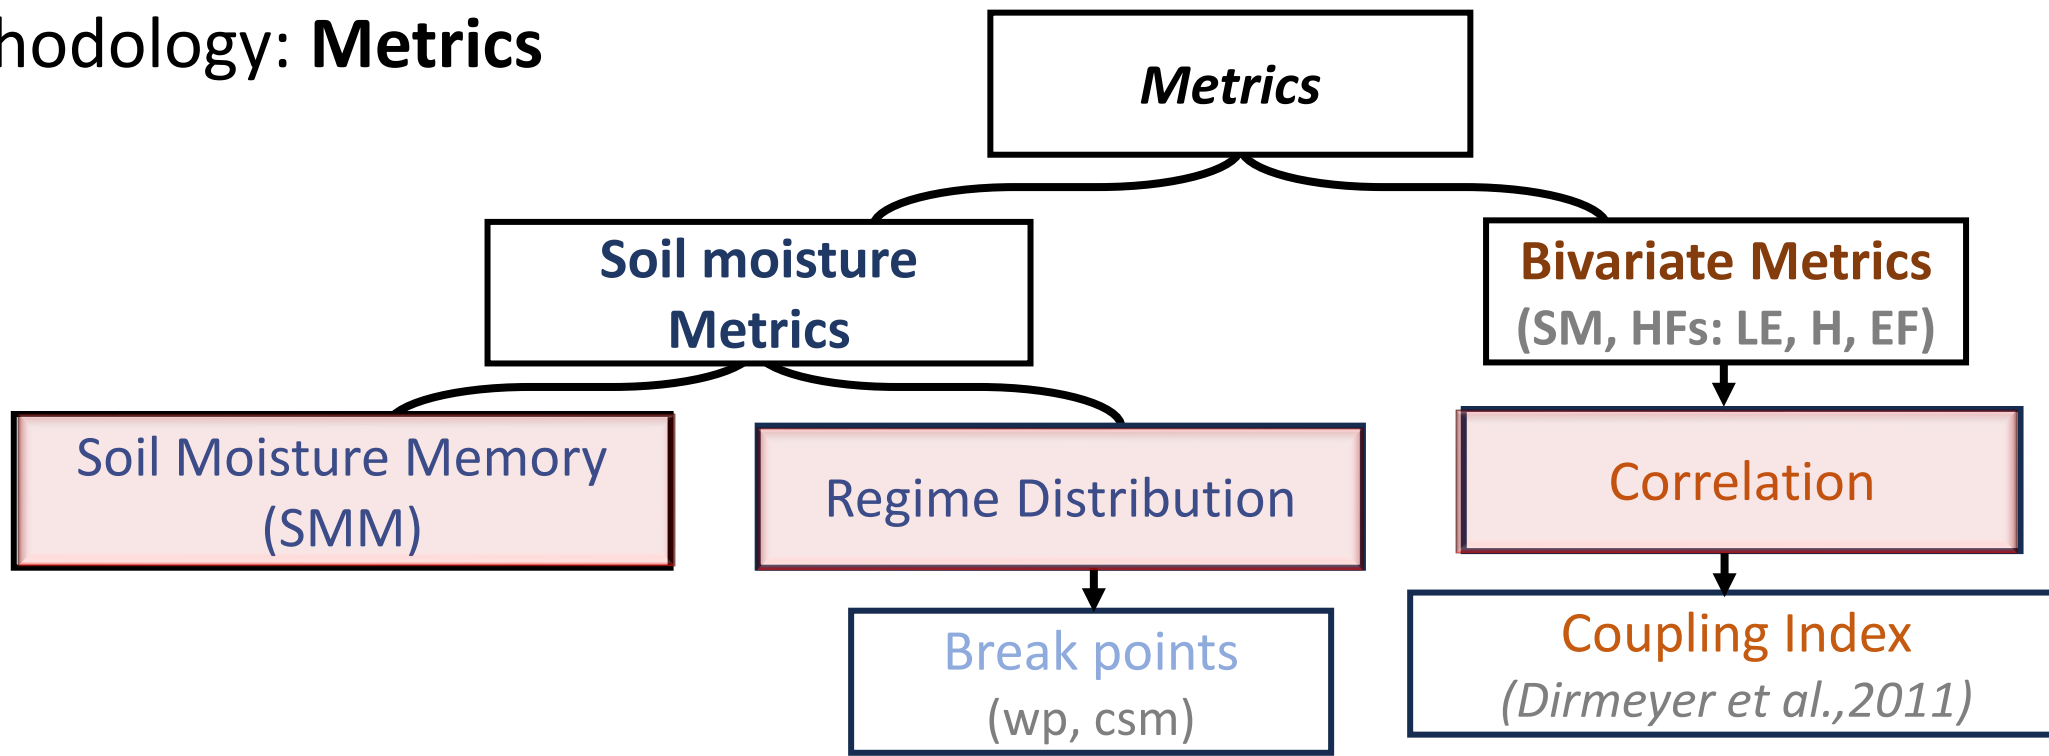 hodology: Metrics
Metrics
Soil moisture
Metrics
Bivariate Metrics
(SM, HFs: LE, H, EF)
Soil Moisture Memory
(SMM)
Regime Distribution
Correlation
Break points
(wp, csm)
Coupling Index
(Dirmeyer et al.,2011)